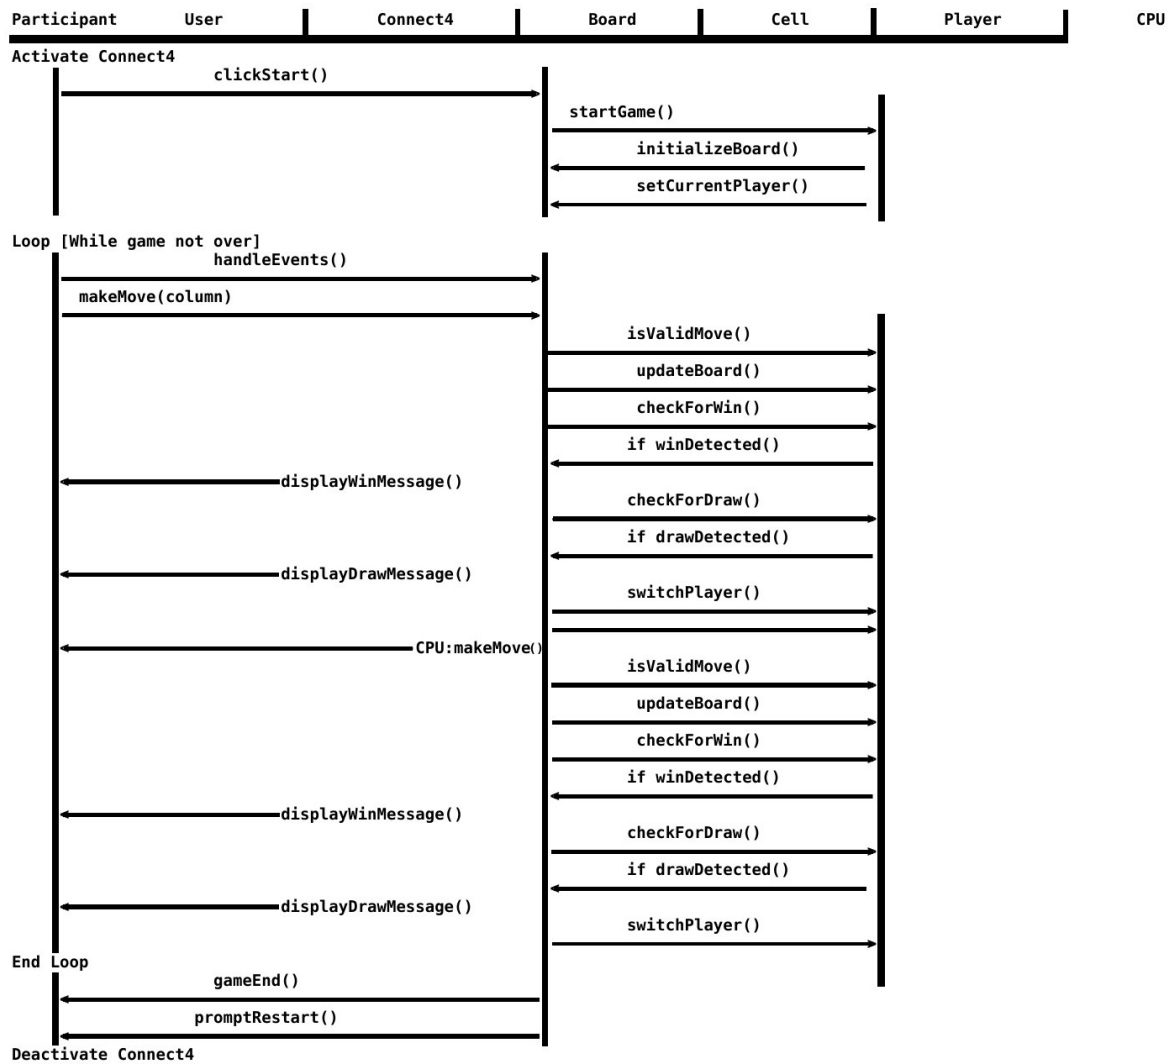 Participant User Connect4 Board Cell Player CPU
Activate Connect4
clickStart()
startGame()
initializeBoard()
setCurrentPlayer()
Loop [While game not over]
handleEvents()
makeMove(column)
isValidMove()
updateBoard()
checkForWin()
if winDetected()
displayWinMessage()
checkForDraw()
if drawDetected()
displayDrawMessage()
switchPlayer()
CPU:makeMove()
isValidMove()
updateBoard()
checkForWin()
if winDetected()
displayWinMessage()
checkForDraw()
if drawDetected()
displayDrawMessage()
switchPlayer()
End Loop
gameEnd()
promptRestart()
Deactivate Connect4